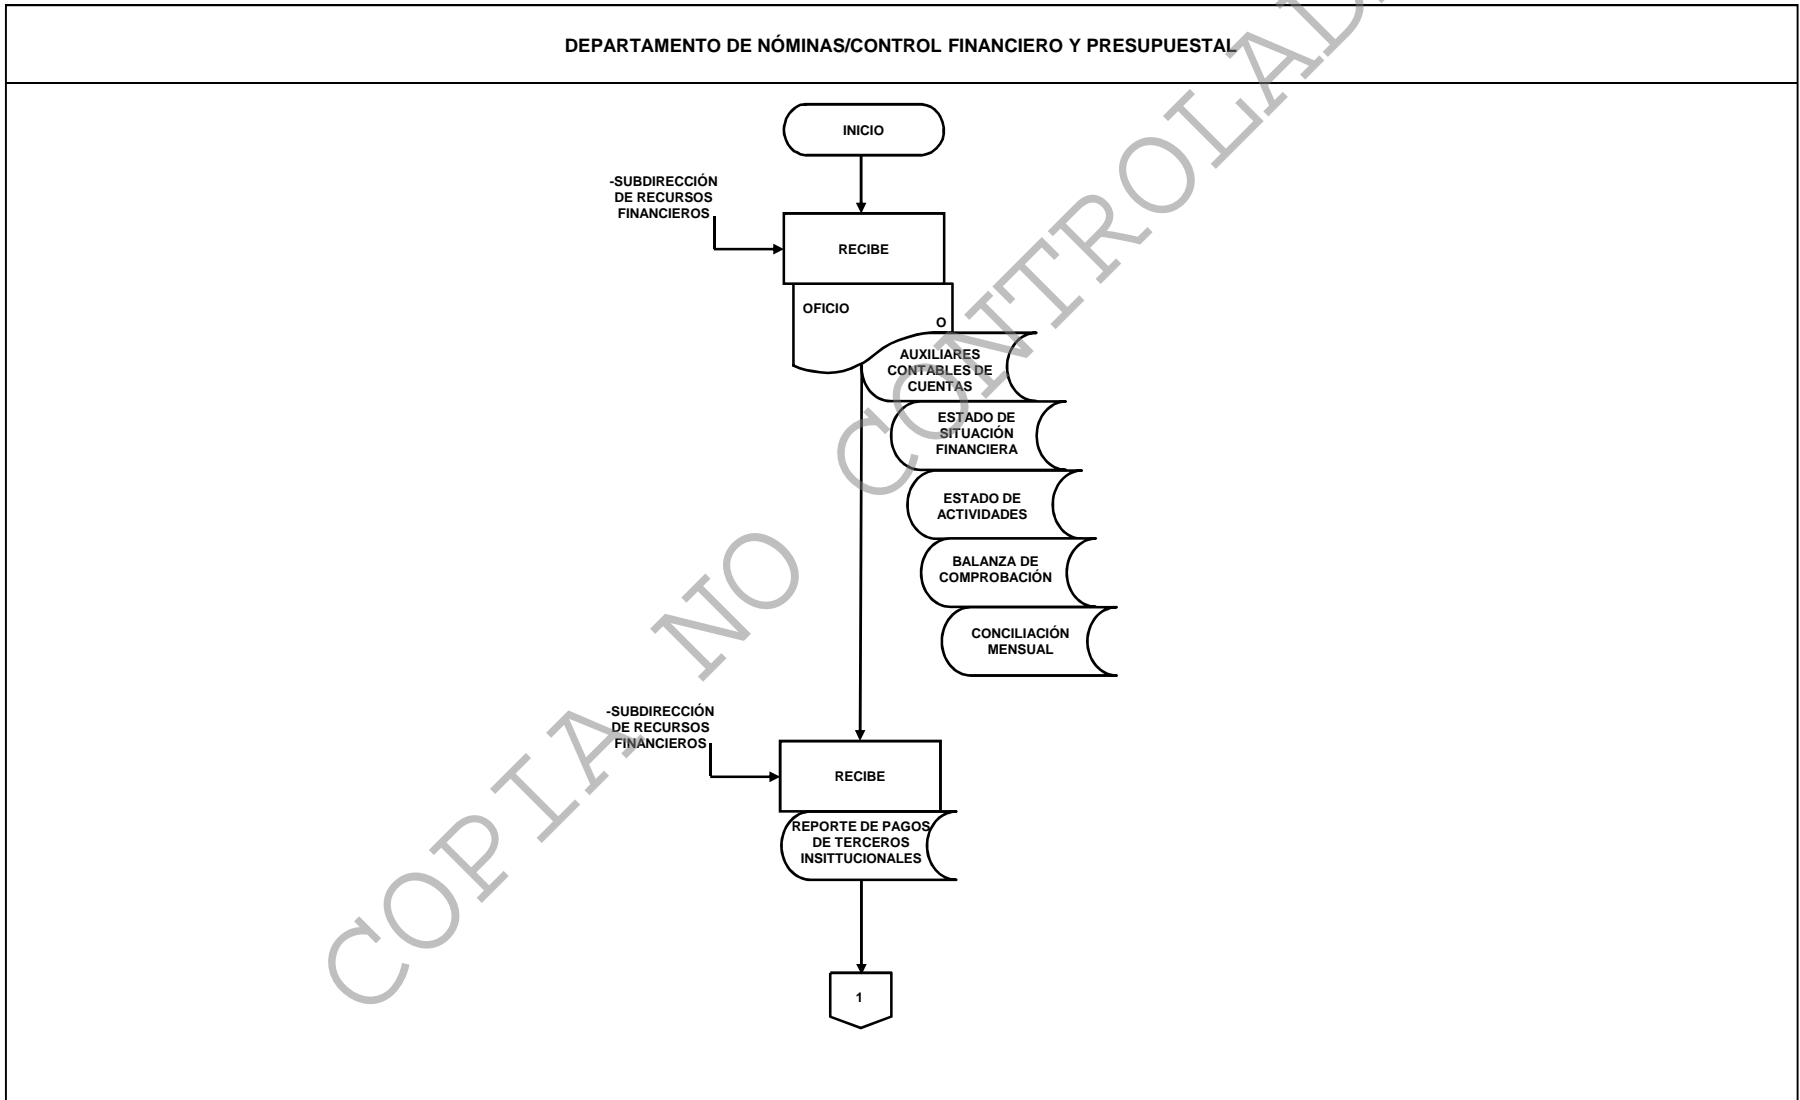 DEPARTAMENTO DE NÓMINAS/CONTROL FINANCIERO Y PRESUPUESTAL
INICIO
-SUBDIRECCIÓN
DE RECURSOS
FINANCIEROS
RECIBE
OFICIO
O
AUXILIARES
CONTABLES DE
CUENTAS
ESTADO DE
SITUACIÓN
FINANCIERA
ESTADO DE
ACTIVIDADES
BALANZA DE
COMPROBACIÓN
CONCILIACIÓN
MENSUAL
-SUBDIRECCIÓN
DE RECURSOS
FINANCIEROS
RECIBE
REPORTE DE PAGOS
DE TERCEROS
INSITTUCIONALES
1
COPIA NO CONTROLAD